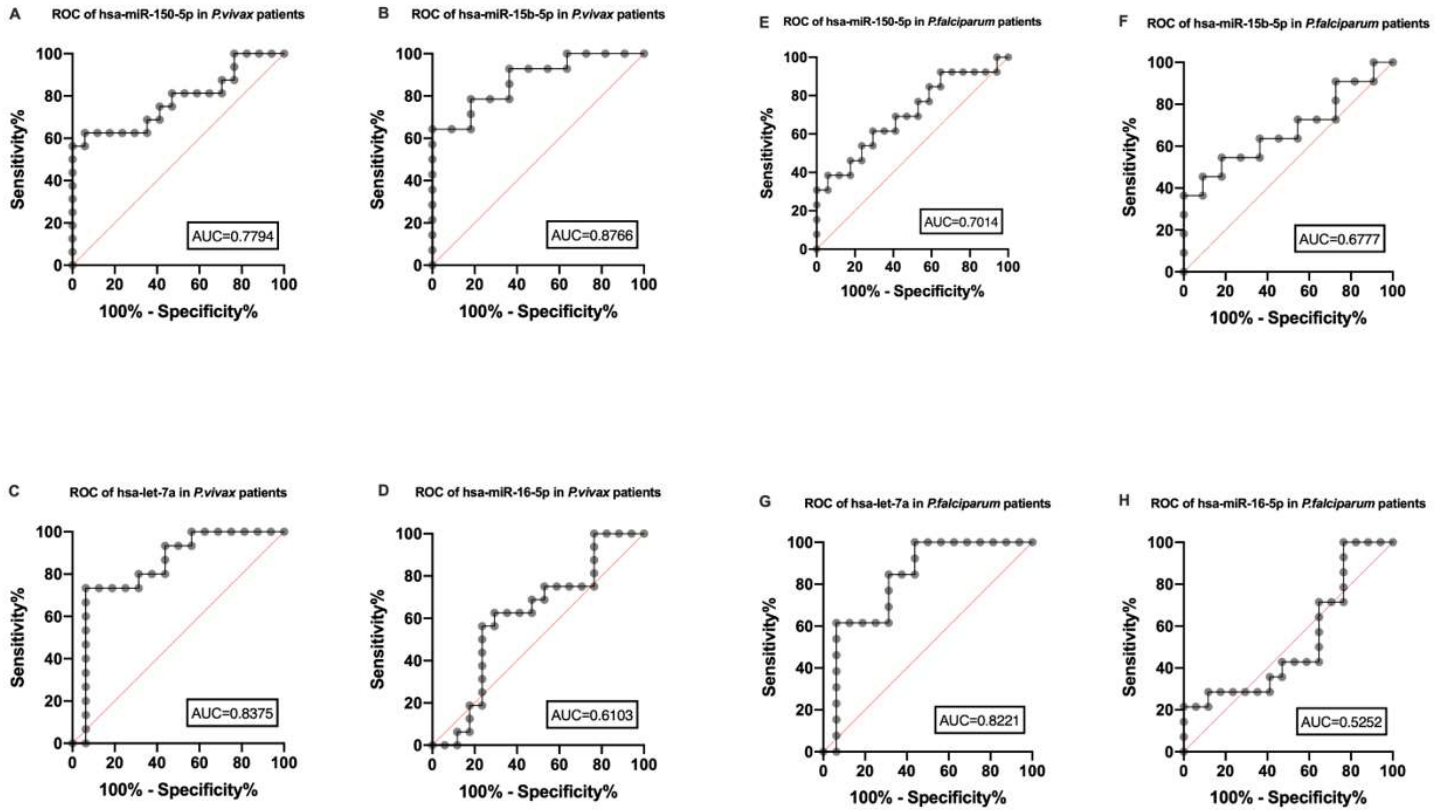 A ROC of hsa-miR-150-5p in P.vivax patients
100
80
60
40
20
0
Sensitivity%
AUC=0.7794
0 20 40 60 80 100
100% - Specificity%
B ROC of hsa-miR-15b-5p in P.vivax patients
100
80
60
40
20
0
Sensitivity%
AUC=0.8766
0 20 40 60 80 100
100% - Specificity%
E ROC of hsa-miR-150-5p in P.falciparum patients
100
80
60
40
20
0
Sensitivity%
AUC=0.7014
0 20 40 60 80 100
100% - Specificity%
F ROC of hsa-miR-15b-5p in P.falciparum patients
100
80
60
40
20
0
Sensitivity%
AUC=0.6777
0 20 40 60 80 100
100% - Specificity%
C ROC of hsa-let-7a in P.vivax patients
100
80
60
40
20
0
Sensitivity%
AUC=0.8375
0 20 40 60 80 100
100% - Specificity%
D ROC of hsa-miR-16-5p in P.vivax patients
100
80
60
40
20
0
Sensitivity%
AUC=0.6103
0 20 40 60 80 100
100% - Specificity%
G ROC of hsa-let-7a in P.falciparum patients
100
80
60
40
20
0
Sensitivity%
AUC=0.8221
0 20 40 60 80 100
100% - Specificity%
H ROC of hsa-miR-16-5p in P.falciparum patients
100
80
60
40
20
0
Sensitivity%
AUC=0.5252
0 20 40 60 80 100
100% - Specificity%